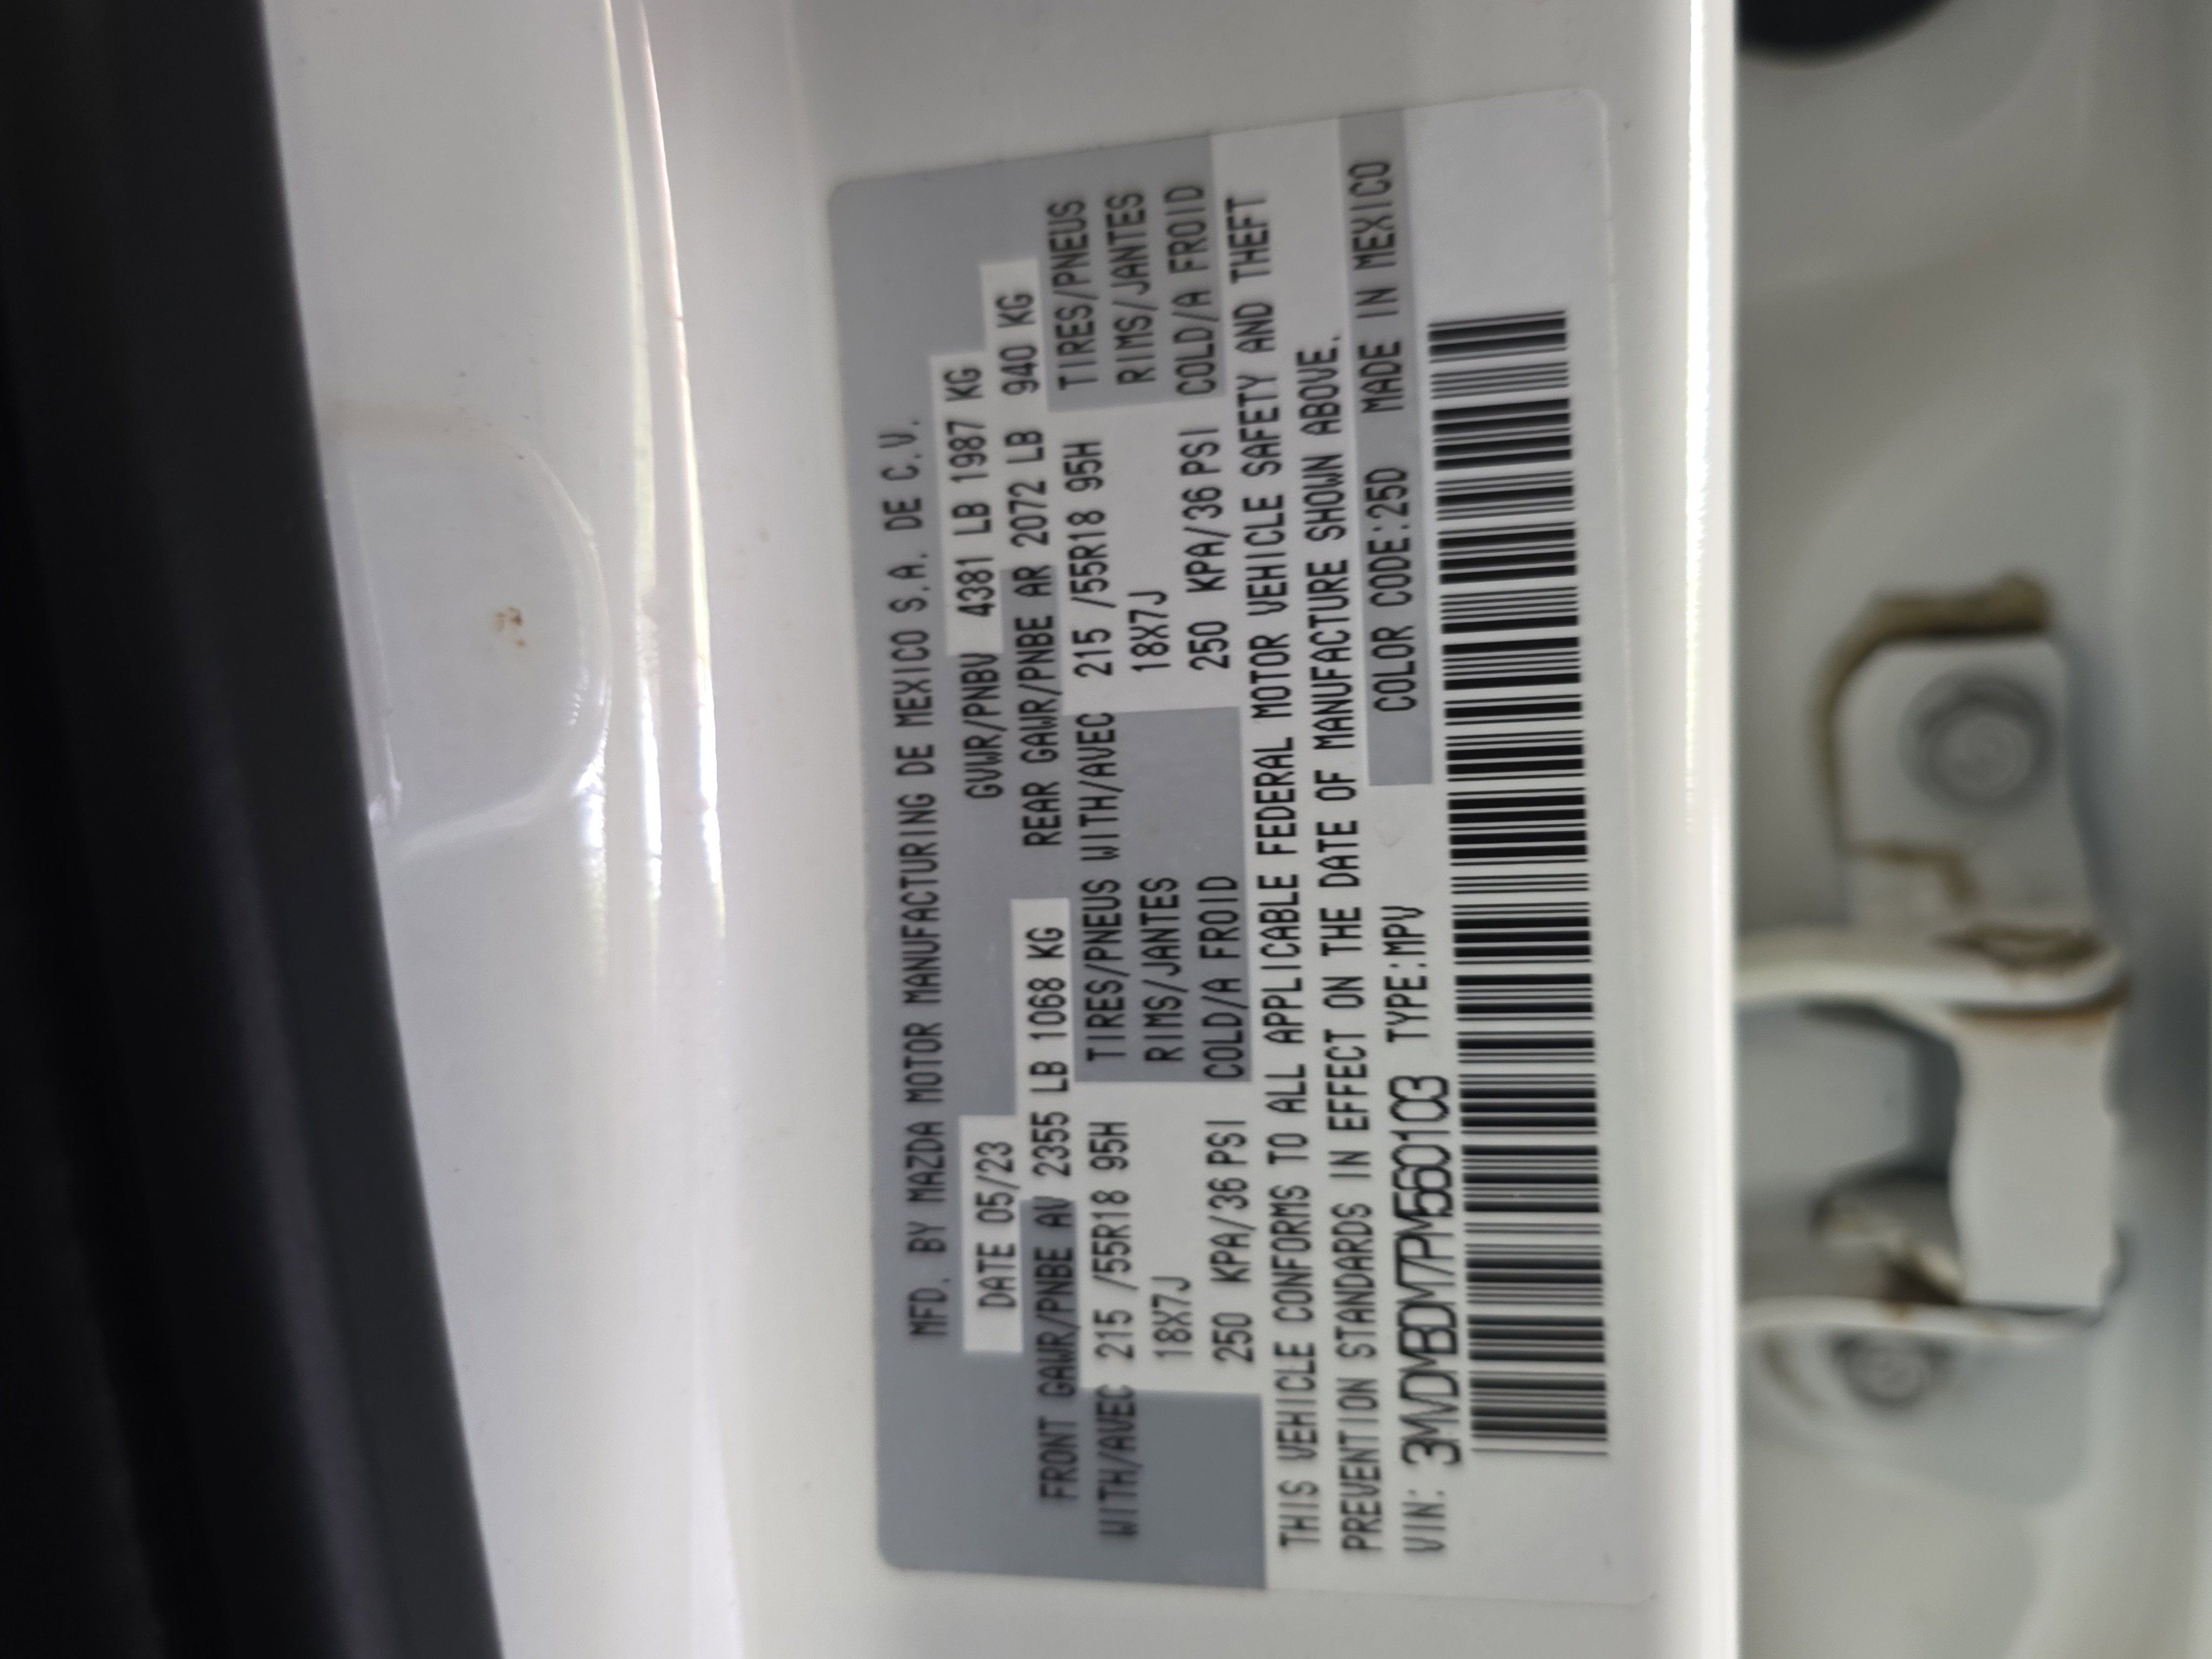 MFD. BY MAZDA MOTOR MANUFACTURING DE MEXICO S.A. DE C.V.
DATE 05/23 GVWR/PNBV 4381 LB 1987 KG
FRONT GAWR/PNBE AV 2355 LB 1068 KG REAR GAWR/PNBE AR 2072 LB 940 KG
WITH/AVEC 215 /55R18 95H TIRES/PNEUS WITH/AVEC 215 /55R18 95H TIRES/PNEUS
18X7J RIMS/JANTES 18X7J RIMS/JANTES
250 KPA/36 PSI COLD/A FROID 250 KPA/36 PSI COLD/A FROID
THIS VEHICLE CONFORMS TO ALL APPLICABLE FEDERAL MOTOR VEHICLE SAFETY AND THEFT
PREVENTION STANDARDS IN EFFECT ON THE DATE OF MANUFACTURE SHOWN ABOVE.
VIN: 3MVDMBDM7PM560103 TYPE:MPV COLOR CODE:25D MADE IN MEXICO